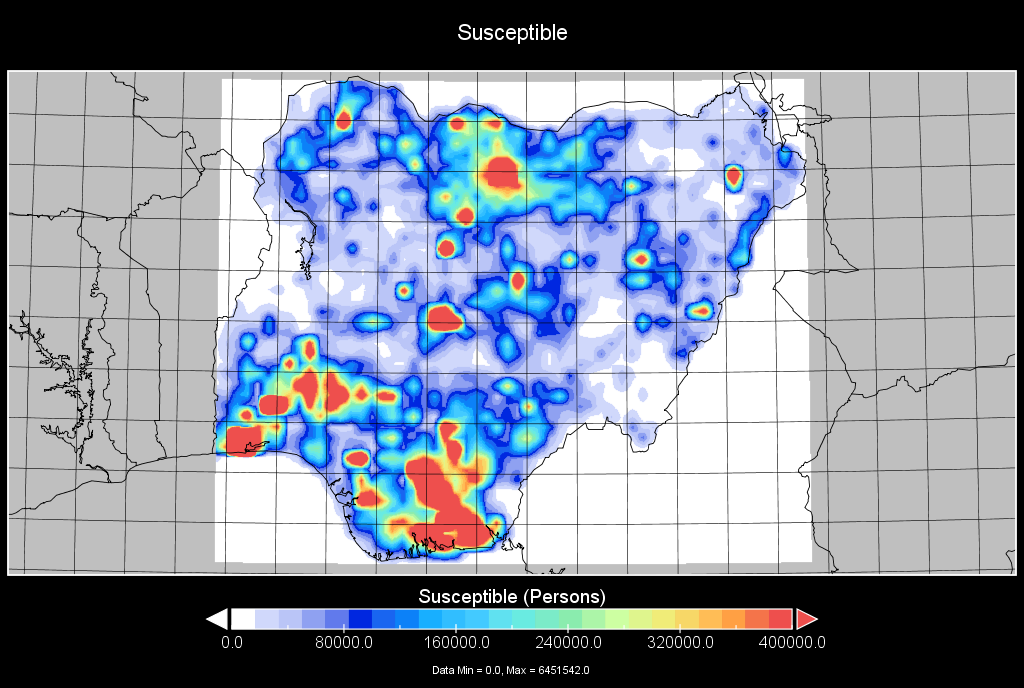 Susceptible
Susceptible (Persons)
0.0 80000.0 160000.0 240000.0 320000.0 400000.0
Data Min = 0.0, Max = 6451542.0